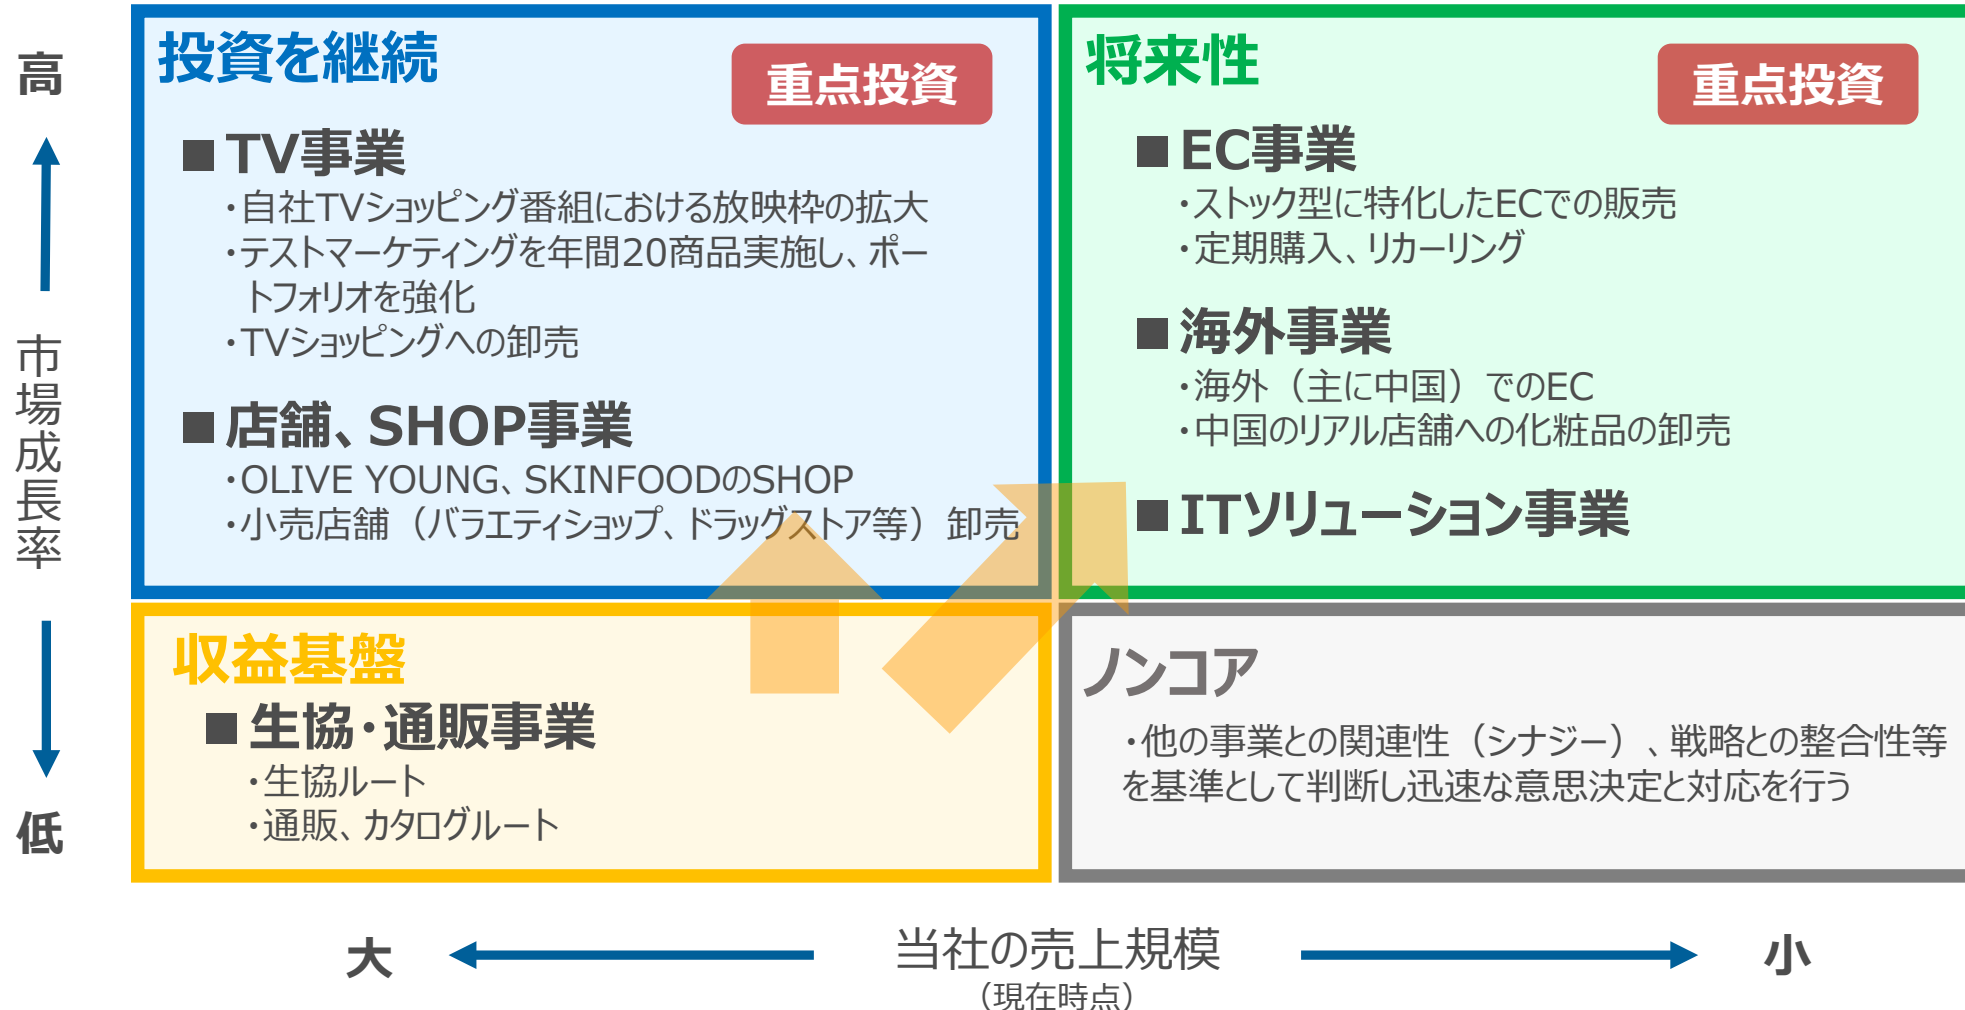 高
市場成長率
低
投資を継続
重点投資
■TV事業
・自社TVショッピング番組における放映枠の拡大
・テストマーケティングを年間20商品実施し、ポー
トフォリオを強化
・TVショッピングへの卸売
■店舗、SHOP事業
・OLIVE YOUNG、SKINFOODのSHOP
・小売店舗（バラエティショップ、ドラッグストア等）卸売
将来性
重点投資
■EC事業
・ストック型に特化したECでの販売
・定期購入、リカーリング
■海外事業
・海外（主に中国）でのEC
・中国のリアル店舗への化粧品の卸売
■ITソリューション事業
収益基盤
■生協・通販事業
・生協ルート
・通販、カタログルート
ノンコア
・他の事業との関連性（シナジー）、戦略との整合性等
を基準として判断し迅速な意思決定と対応を行う
大
当社の売上規模
（現在時点）
小